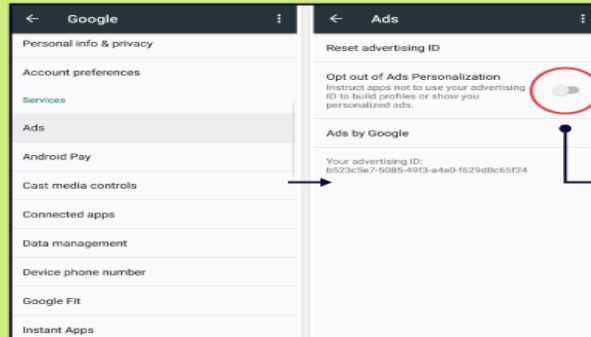 Google
Personal info & privacy
Account preferences
Services
Ads
Android Pay
Cast media controls
Connected apps
Data management
Device phone number
Google Fit
Instant Apps
Ads
Reset advertising ID
Opt out of Ads Personalization
Instruct apps not to use your advertising
ID to build profiles or show you
personalized ads.
Ads by Google
Your advertising ID:
b523c5e7-5085-49f3-a4a0-f629d8c65f24